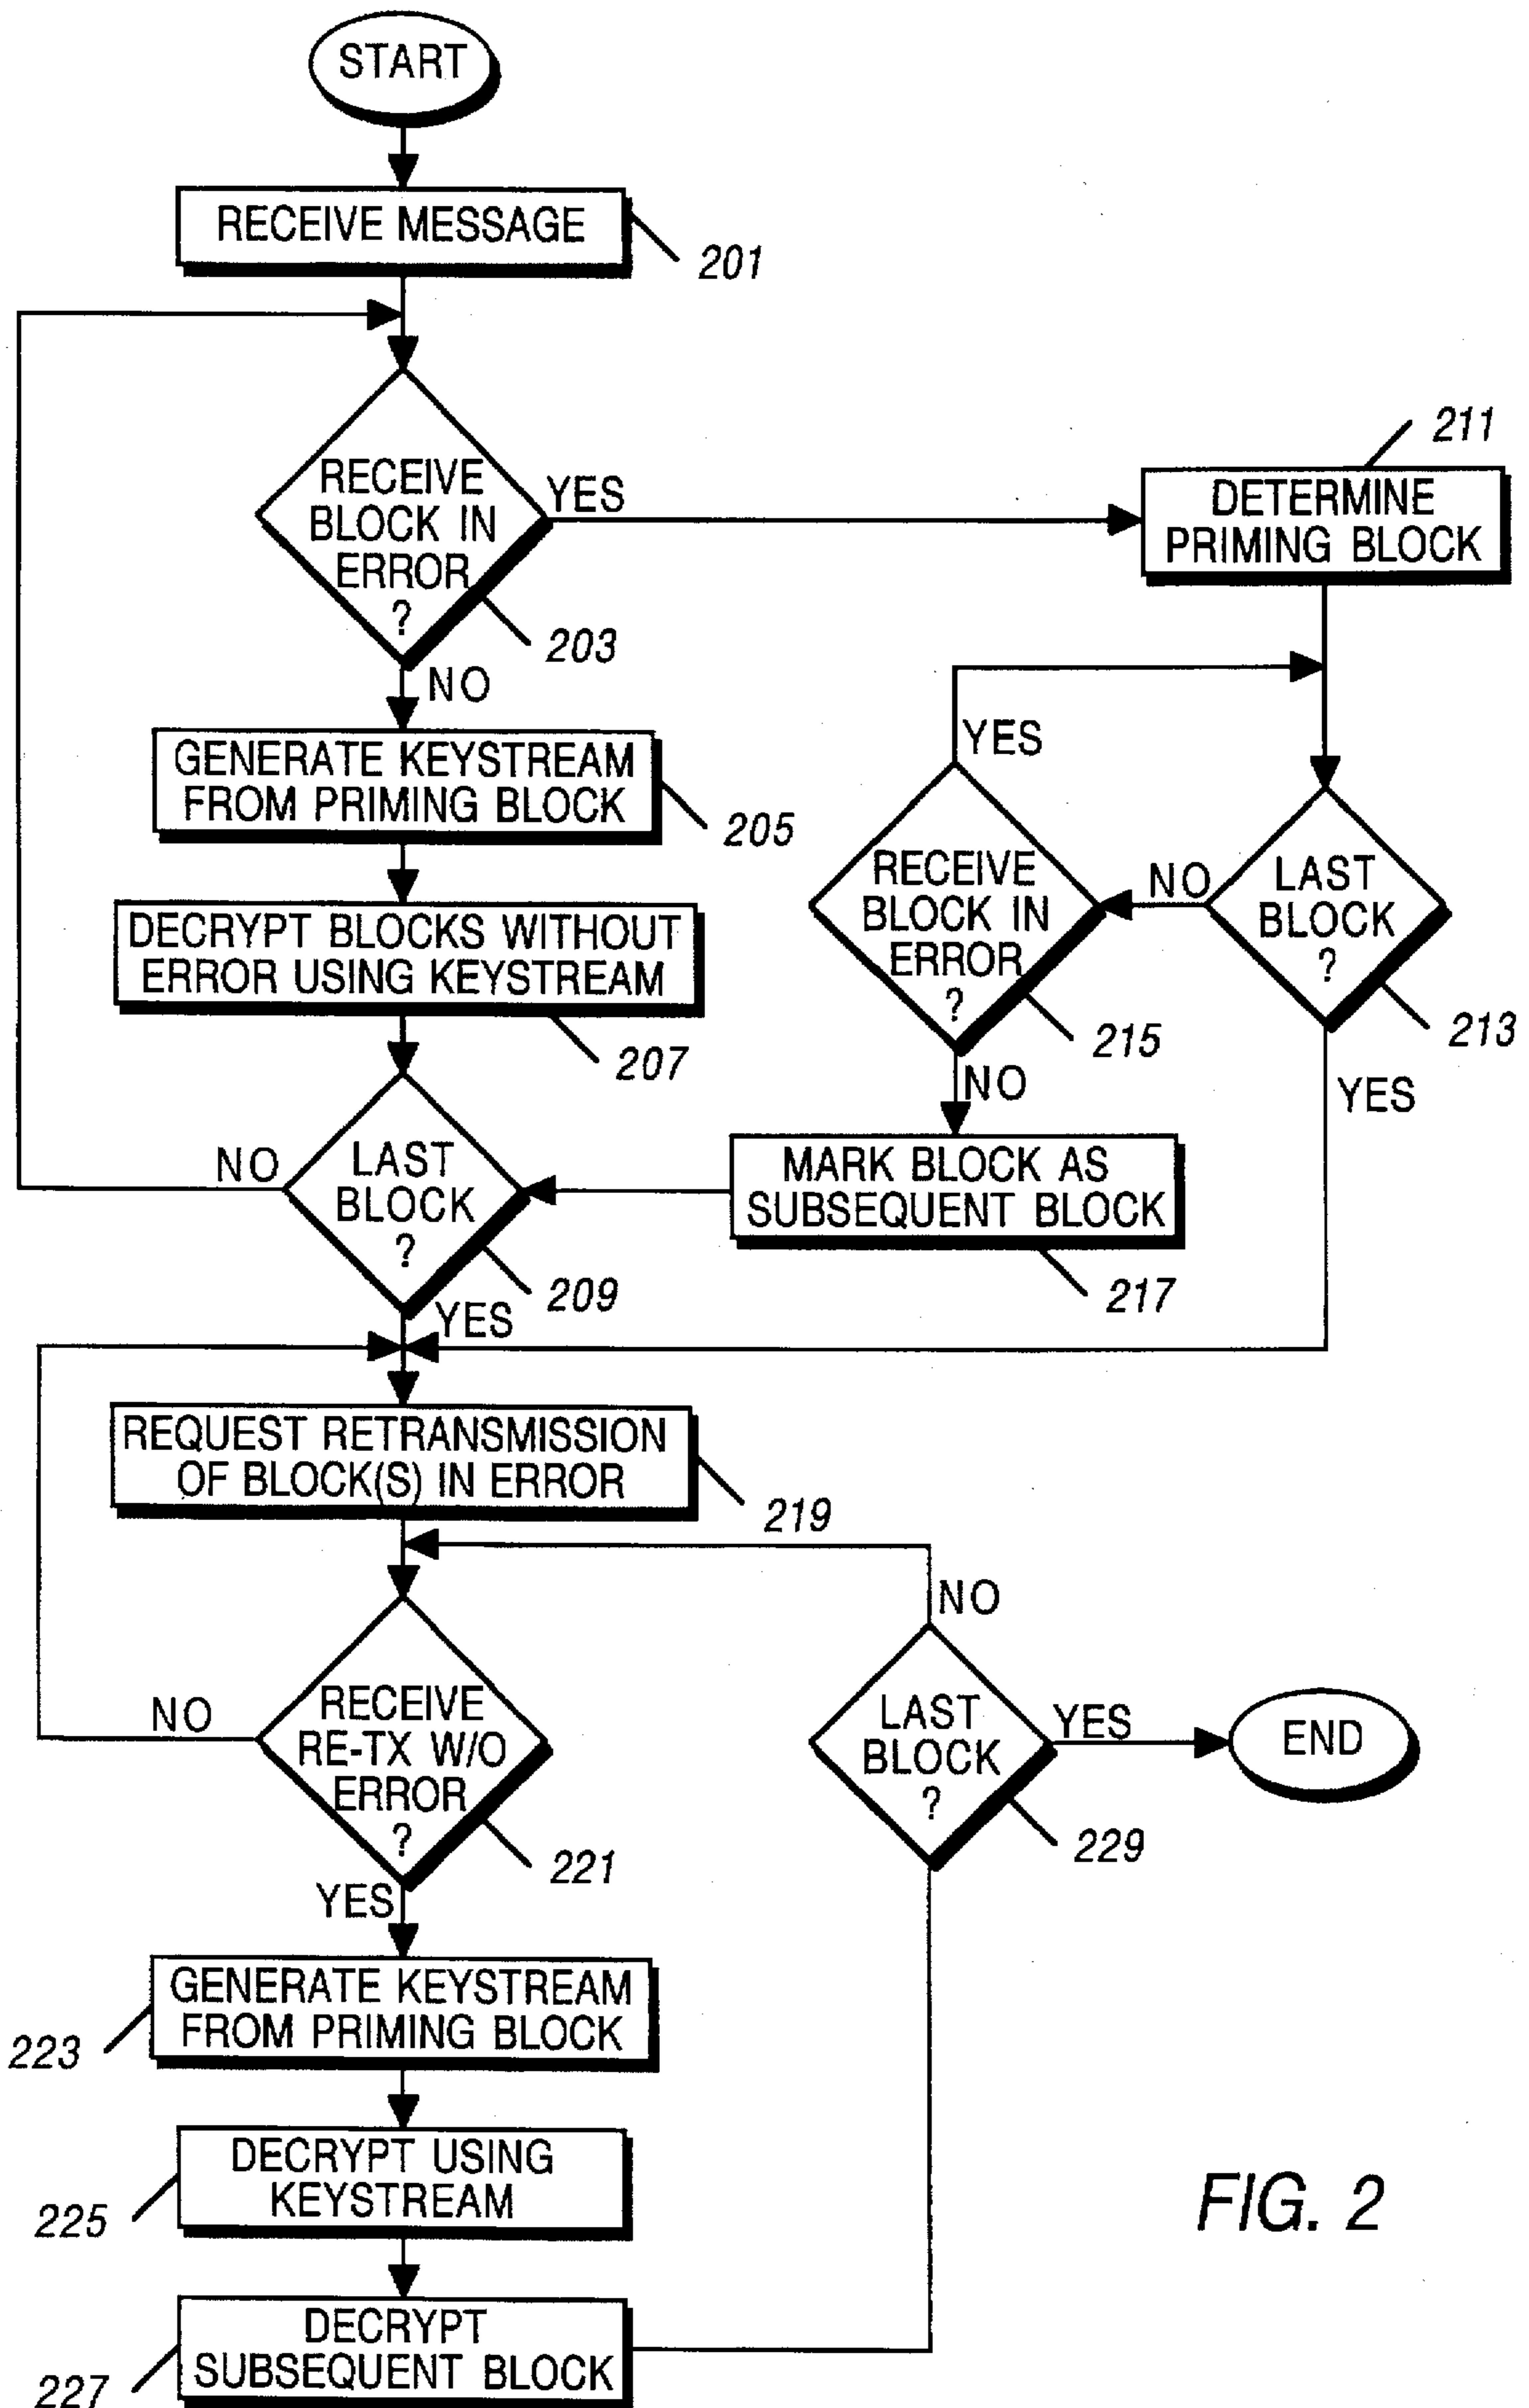 START
RECEIVE MESSAGE
201
RECEIVE
BLOCK IN
ERROR
?
203
YES
NO
211
DETERMINE
PRIMING BLOCK
GENERATE KEYSTREAM
FROM PRIMING BLOCK
205
DECRYPT BLOCKS WITHOUT
ERROR USING KEYSTREAM
207
YES
RECEIVE
BLOCK IN
ERROR
?
215
NO
NO
LAST
BLOCK
?
213
YES
NO
LAST
BLOCK
?
209
YES
MARK BLOCK AS
SUBSEQUENT BLOCK
217
REQUEST RETRANSMISSION
OF BLOCK(S) IN ERROR
219
NO
RECEIVE
RE-TX W/O
ERROR
?
221
YES
NO
LAST
BLOCK
?
229
YES
END
GENERATE KEYSTREAM
FROM PRIMING BLOCK
223
DECRYPT USING
KEYSTREAM
225
DECRYPT
SUBSEQUENT BLOCK
227
FIG. 2